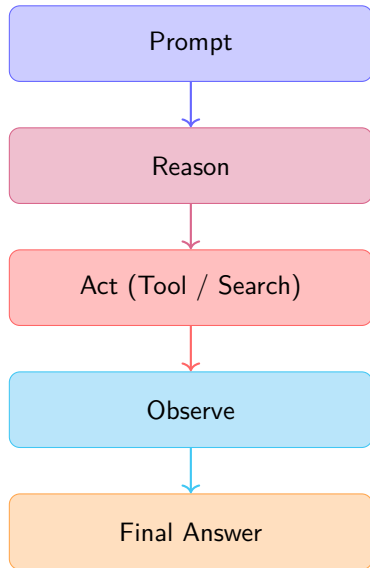 Prompt
Reason
Act (Tool / Search)
Observe
Final Answer